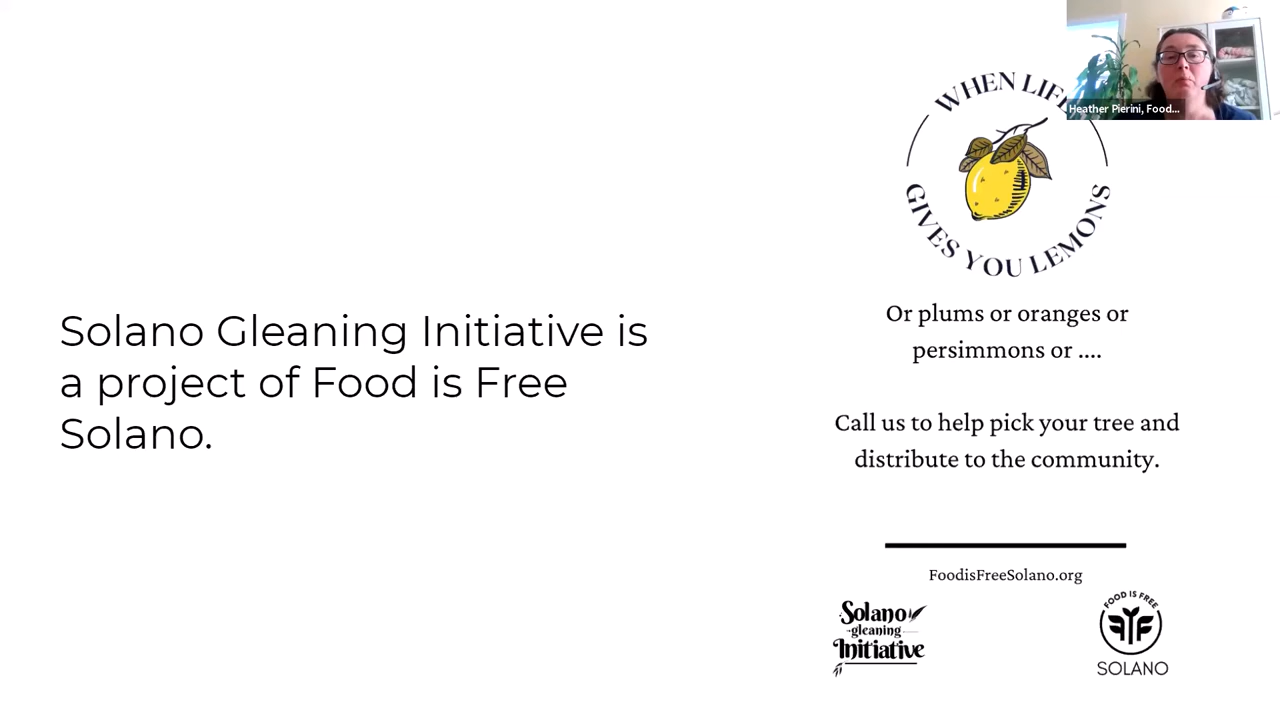 Solano Gleaning Initiative is
a project of Food is Free
Solano.
WHEN LIF
GIVES YOU LEMONS
Heather Pierini, Food...
Or plums or oranges or
persimmons or ....
Call us to help pick your tree and
distribute to the community.
FoodisFreeSolano.org
Solano
gleaning
Initiative
FOOD IS FREE
FIF
SOLANO